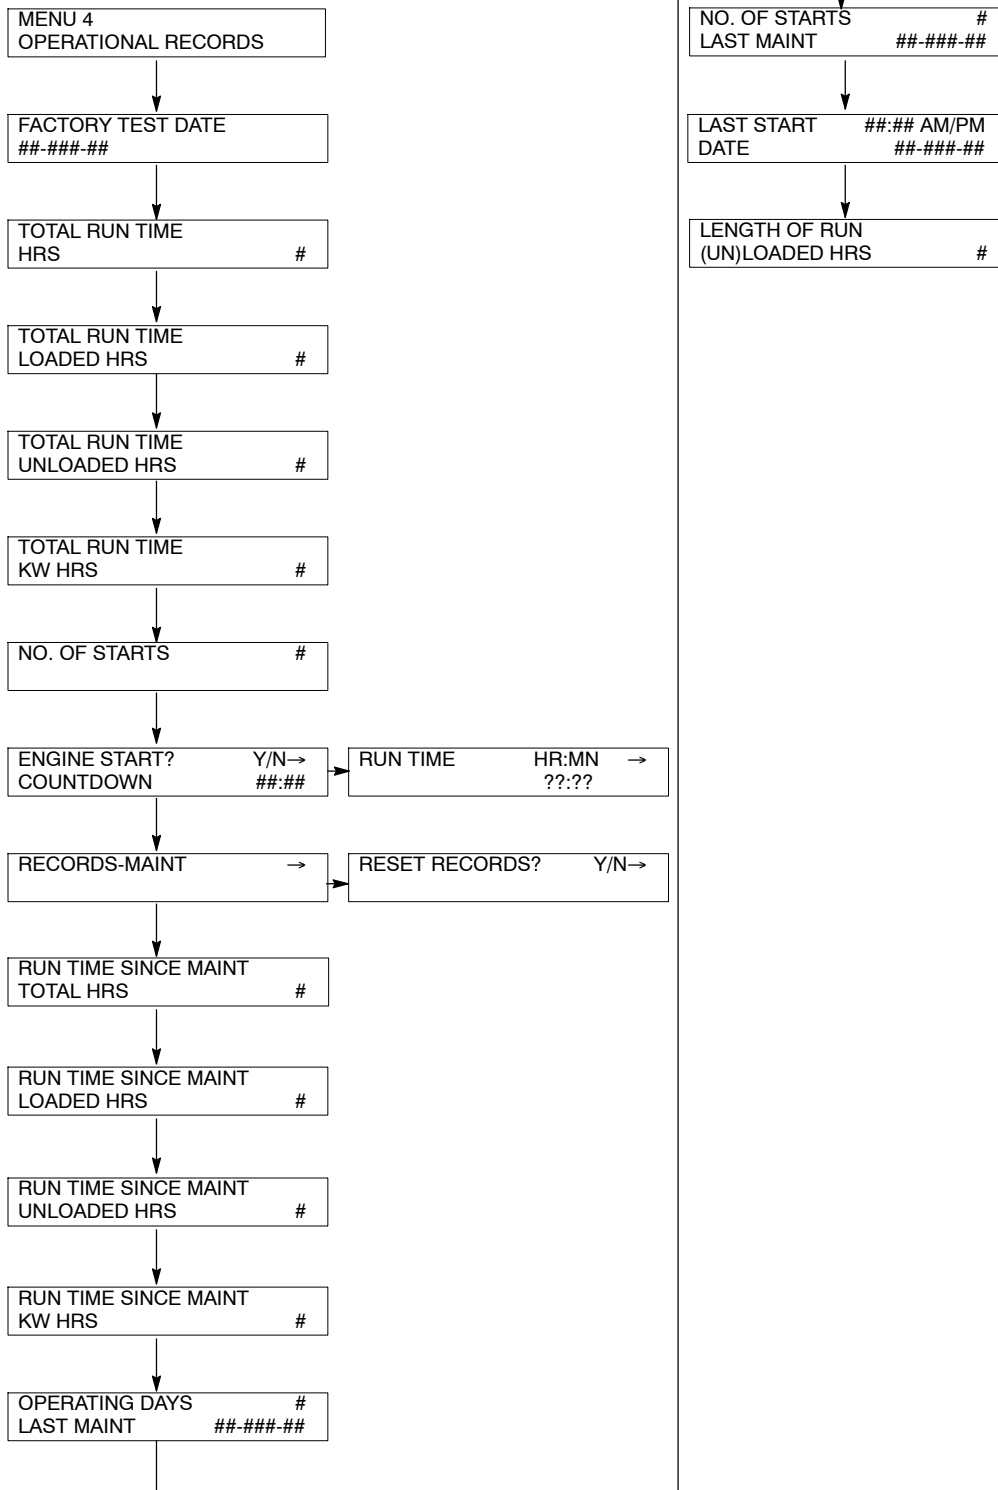 MENU 4
OPERATIONAL RECORDS
FACTORY TEST DATE
##-###-##
TOTAL RUN TIME
HRS #
TOTAL RUN TIME
LOADED HRS #
TOTAL RUN TIME
UNLOADED HRS #
TOTAL RUN TIME
KW HRS #
NO. OF STARTS #
ENGINE START? Y/N→
COUNTDOWN ##:##
RUN TIME HR:MN →
??:??
RECORDS-MAINT →
RESET RECORDS? Y/N→
RUN TIME SINCE MAINT
TOTAL HRS #
RUN TIME SINCE MAINT
LOADED HRS #
RUN TIME SINCE MAINT
UNLOADED HRS #
RUN TIME SINCE MAINT
KW HRS #
OPERATING DAYS #
LAST MAINT ##-###-##
NO. OF STARTS #
LAST MAINT ##-###-##
LAST START ##:## AM/PM
DATE ##-###-##
LENGTH OF RUN
(UN)LOADED HRS #